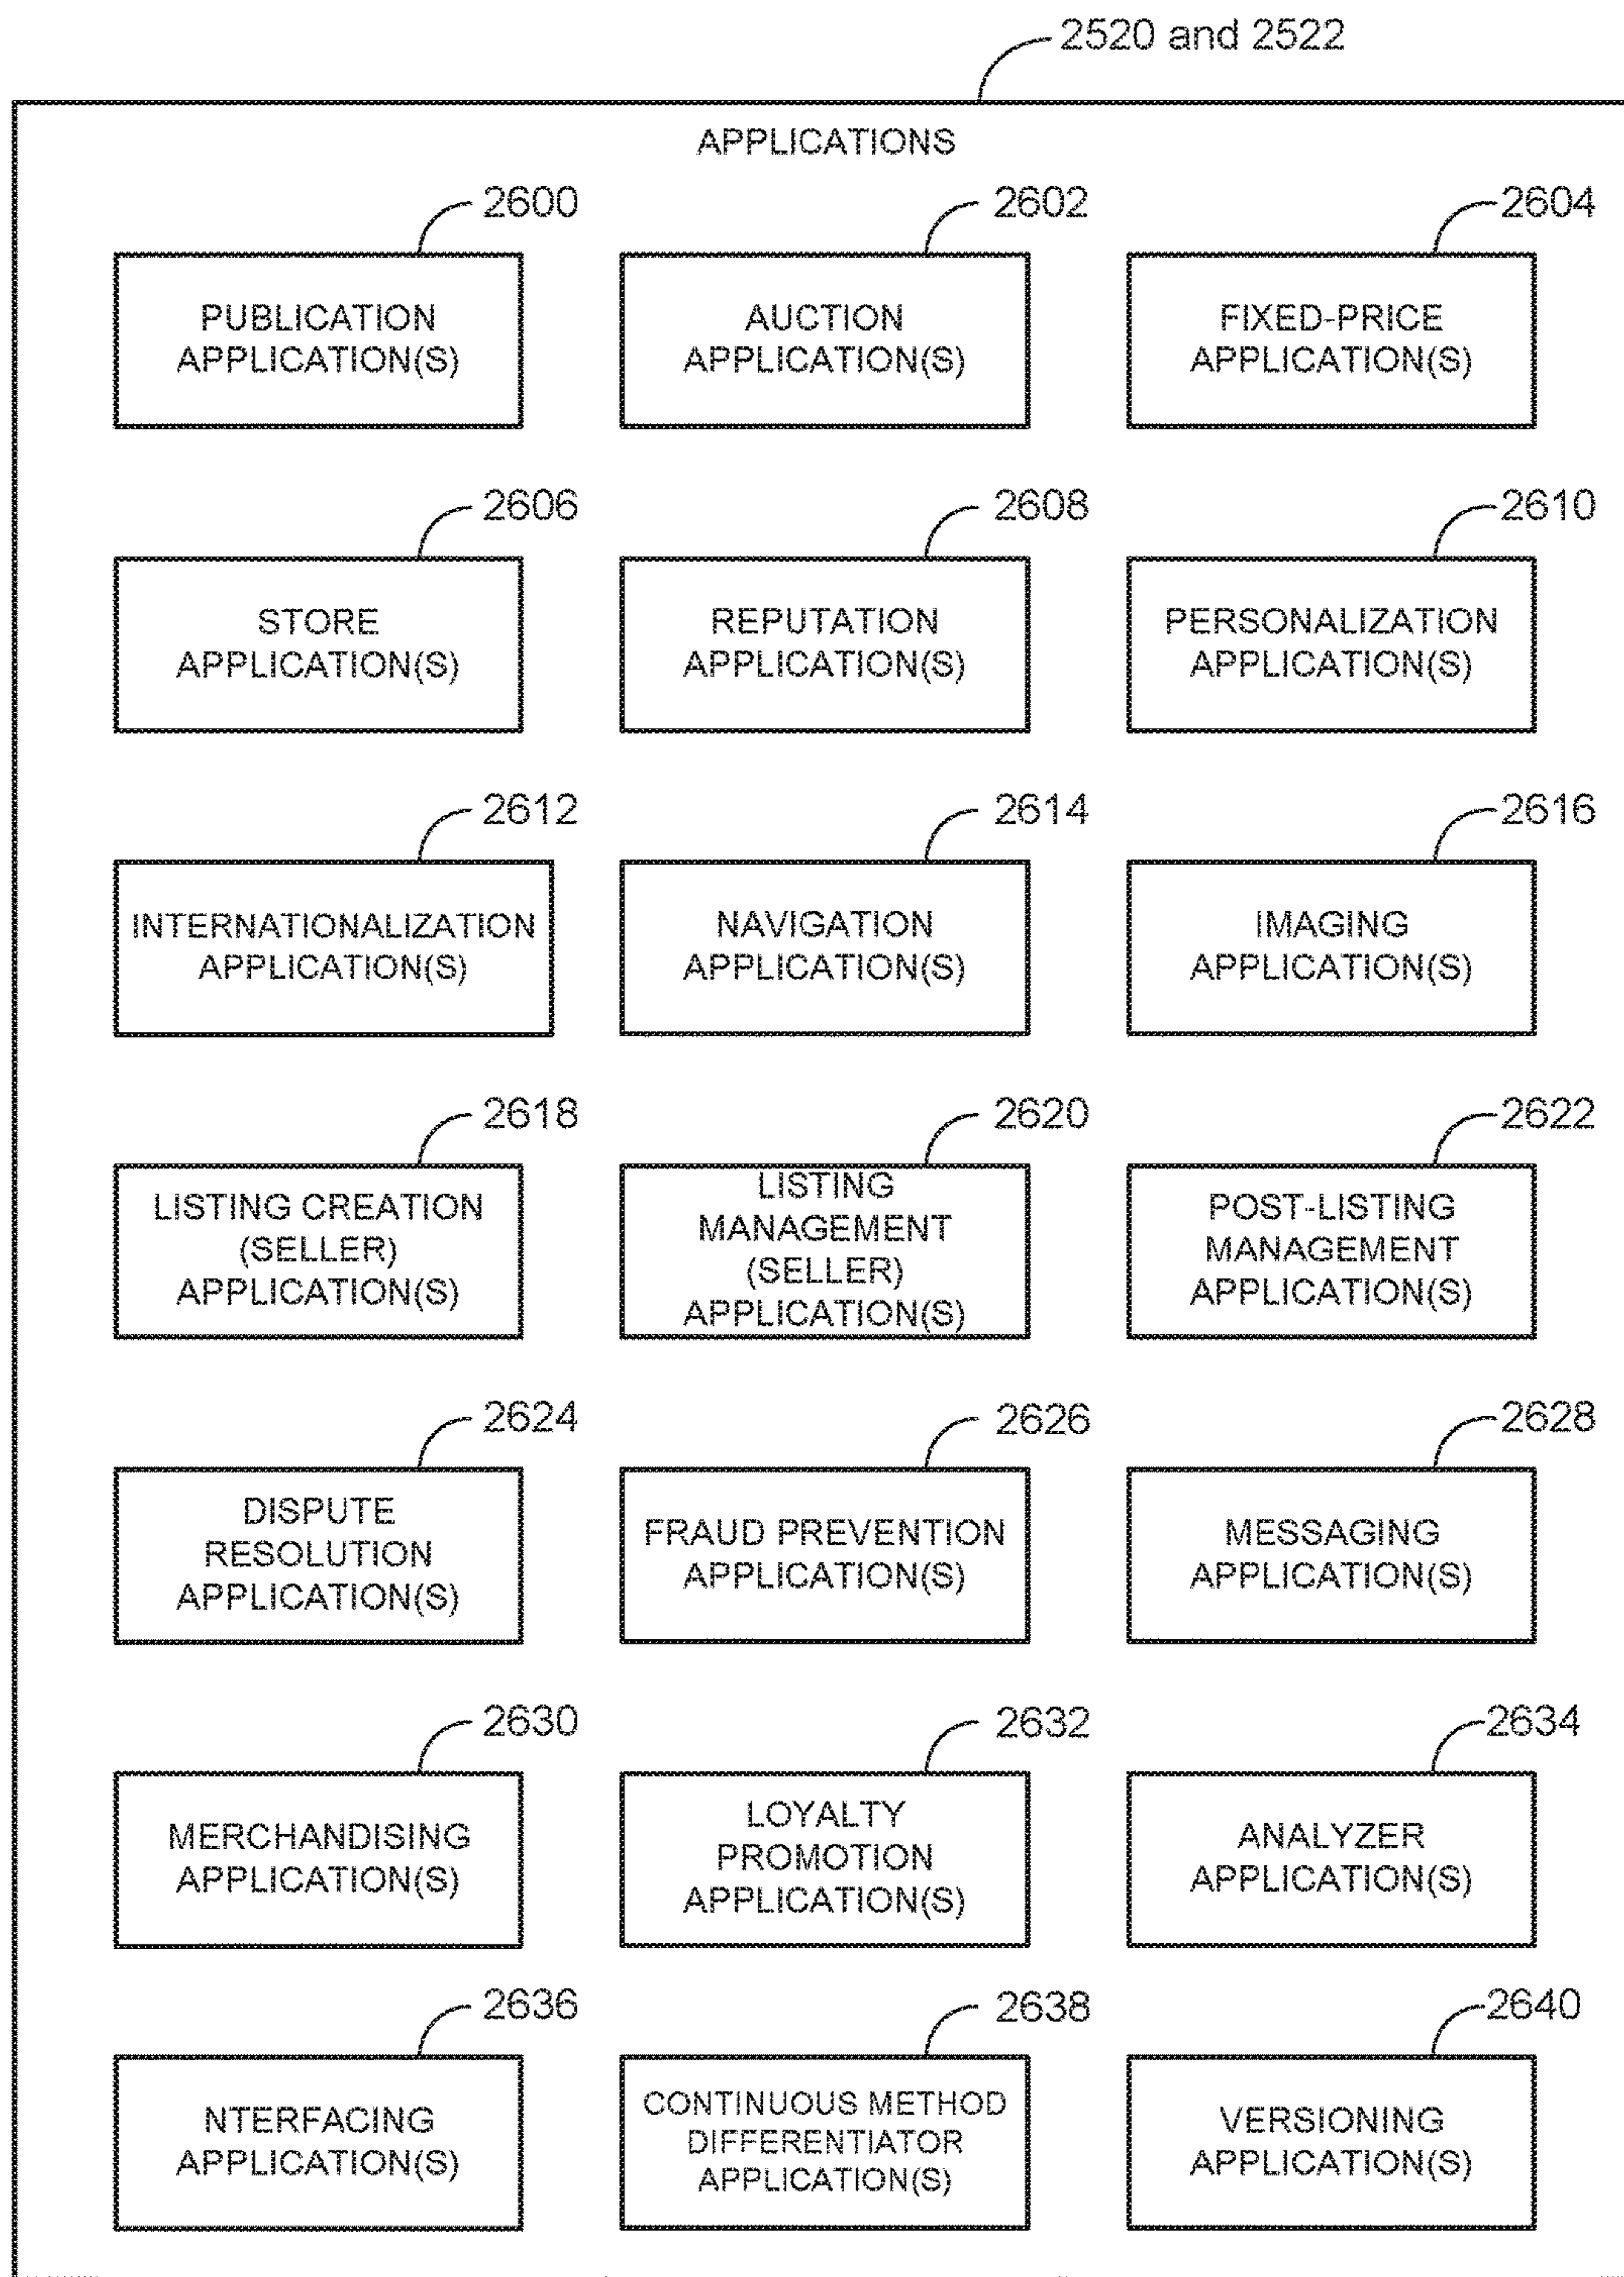 2520 and 2522
APPLICATIONS
2600
2602
2604
PUBLICATION
APPLICATION(S)
AUCTION
APPLICATION(S)
FIXED-PRICE
APPLICATION(S)
2606
2608
2610
STORE
APPLICATION(S)
REPUTATION
APPLICATION(S)
PERSONALIZATION
APPLICATION(S)
2612
2614
2616
INTERNATIONALIZATION
APPLICATION(S)
NAVIGATION
APPLICATION(S)
IMAGING
APPLICATION(S)
2618
2620
2622
LISTING CREATION
(SELLER)
APPLICATION(S)
LISTING
MANAGEMENT
(SELLER)
APPLICATION(S)
POST-LISTING
MANAGEMENT
APPLICATION(S)
2624
2626
2628
DISPUTE
RESOLUTION
APPLICATION(S)
FRAUD PREVENTION
APPLICATION(S)
MESSAGING
APPLICATION(S)
2630
2632
2634
MERCHANDISING
APPLICATION(S)
LOYALTY
PROMOTION
APPLICATION(S)
ANALYZER
APPLICATION(S)
2636
2638
2640
NTERFACING
APPLICATION(S)
CONTINUOUS METHOD
DIFFERENTIATOR
APPLICATION(S)
VERSIONING
APPLICATION(S)